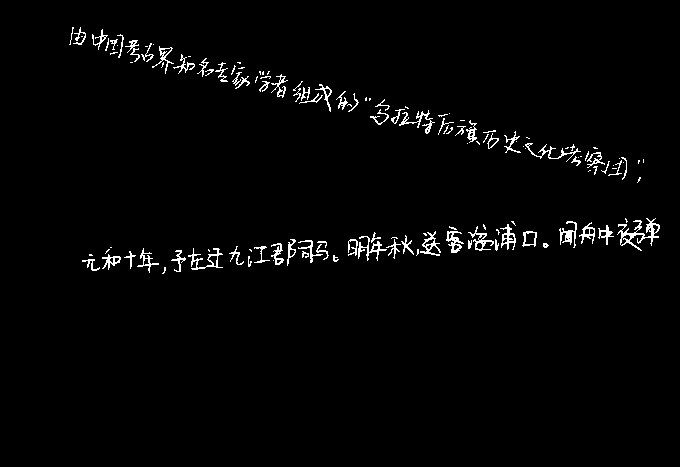 由中国考古界知名专家学者组成的“乌拉特后旗历史文化考察团”，
元和十年，予左迁九江郡司马。明年秋，送客湓浦口。闻舟中夜弹